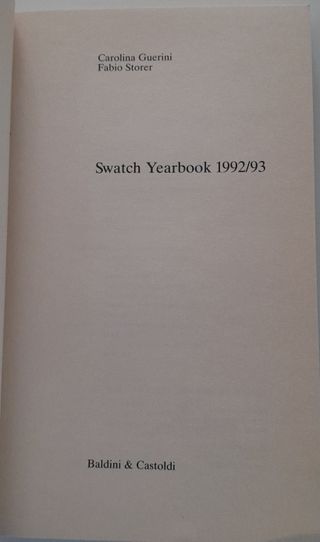 Carolina Guerini
Fabio Storer
Swatch Yearbook 1992/93
Baldini & Castoldi